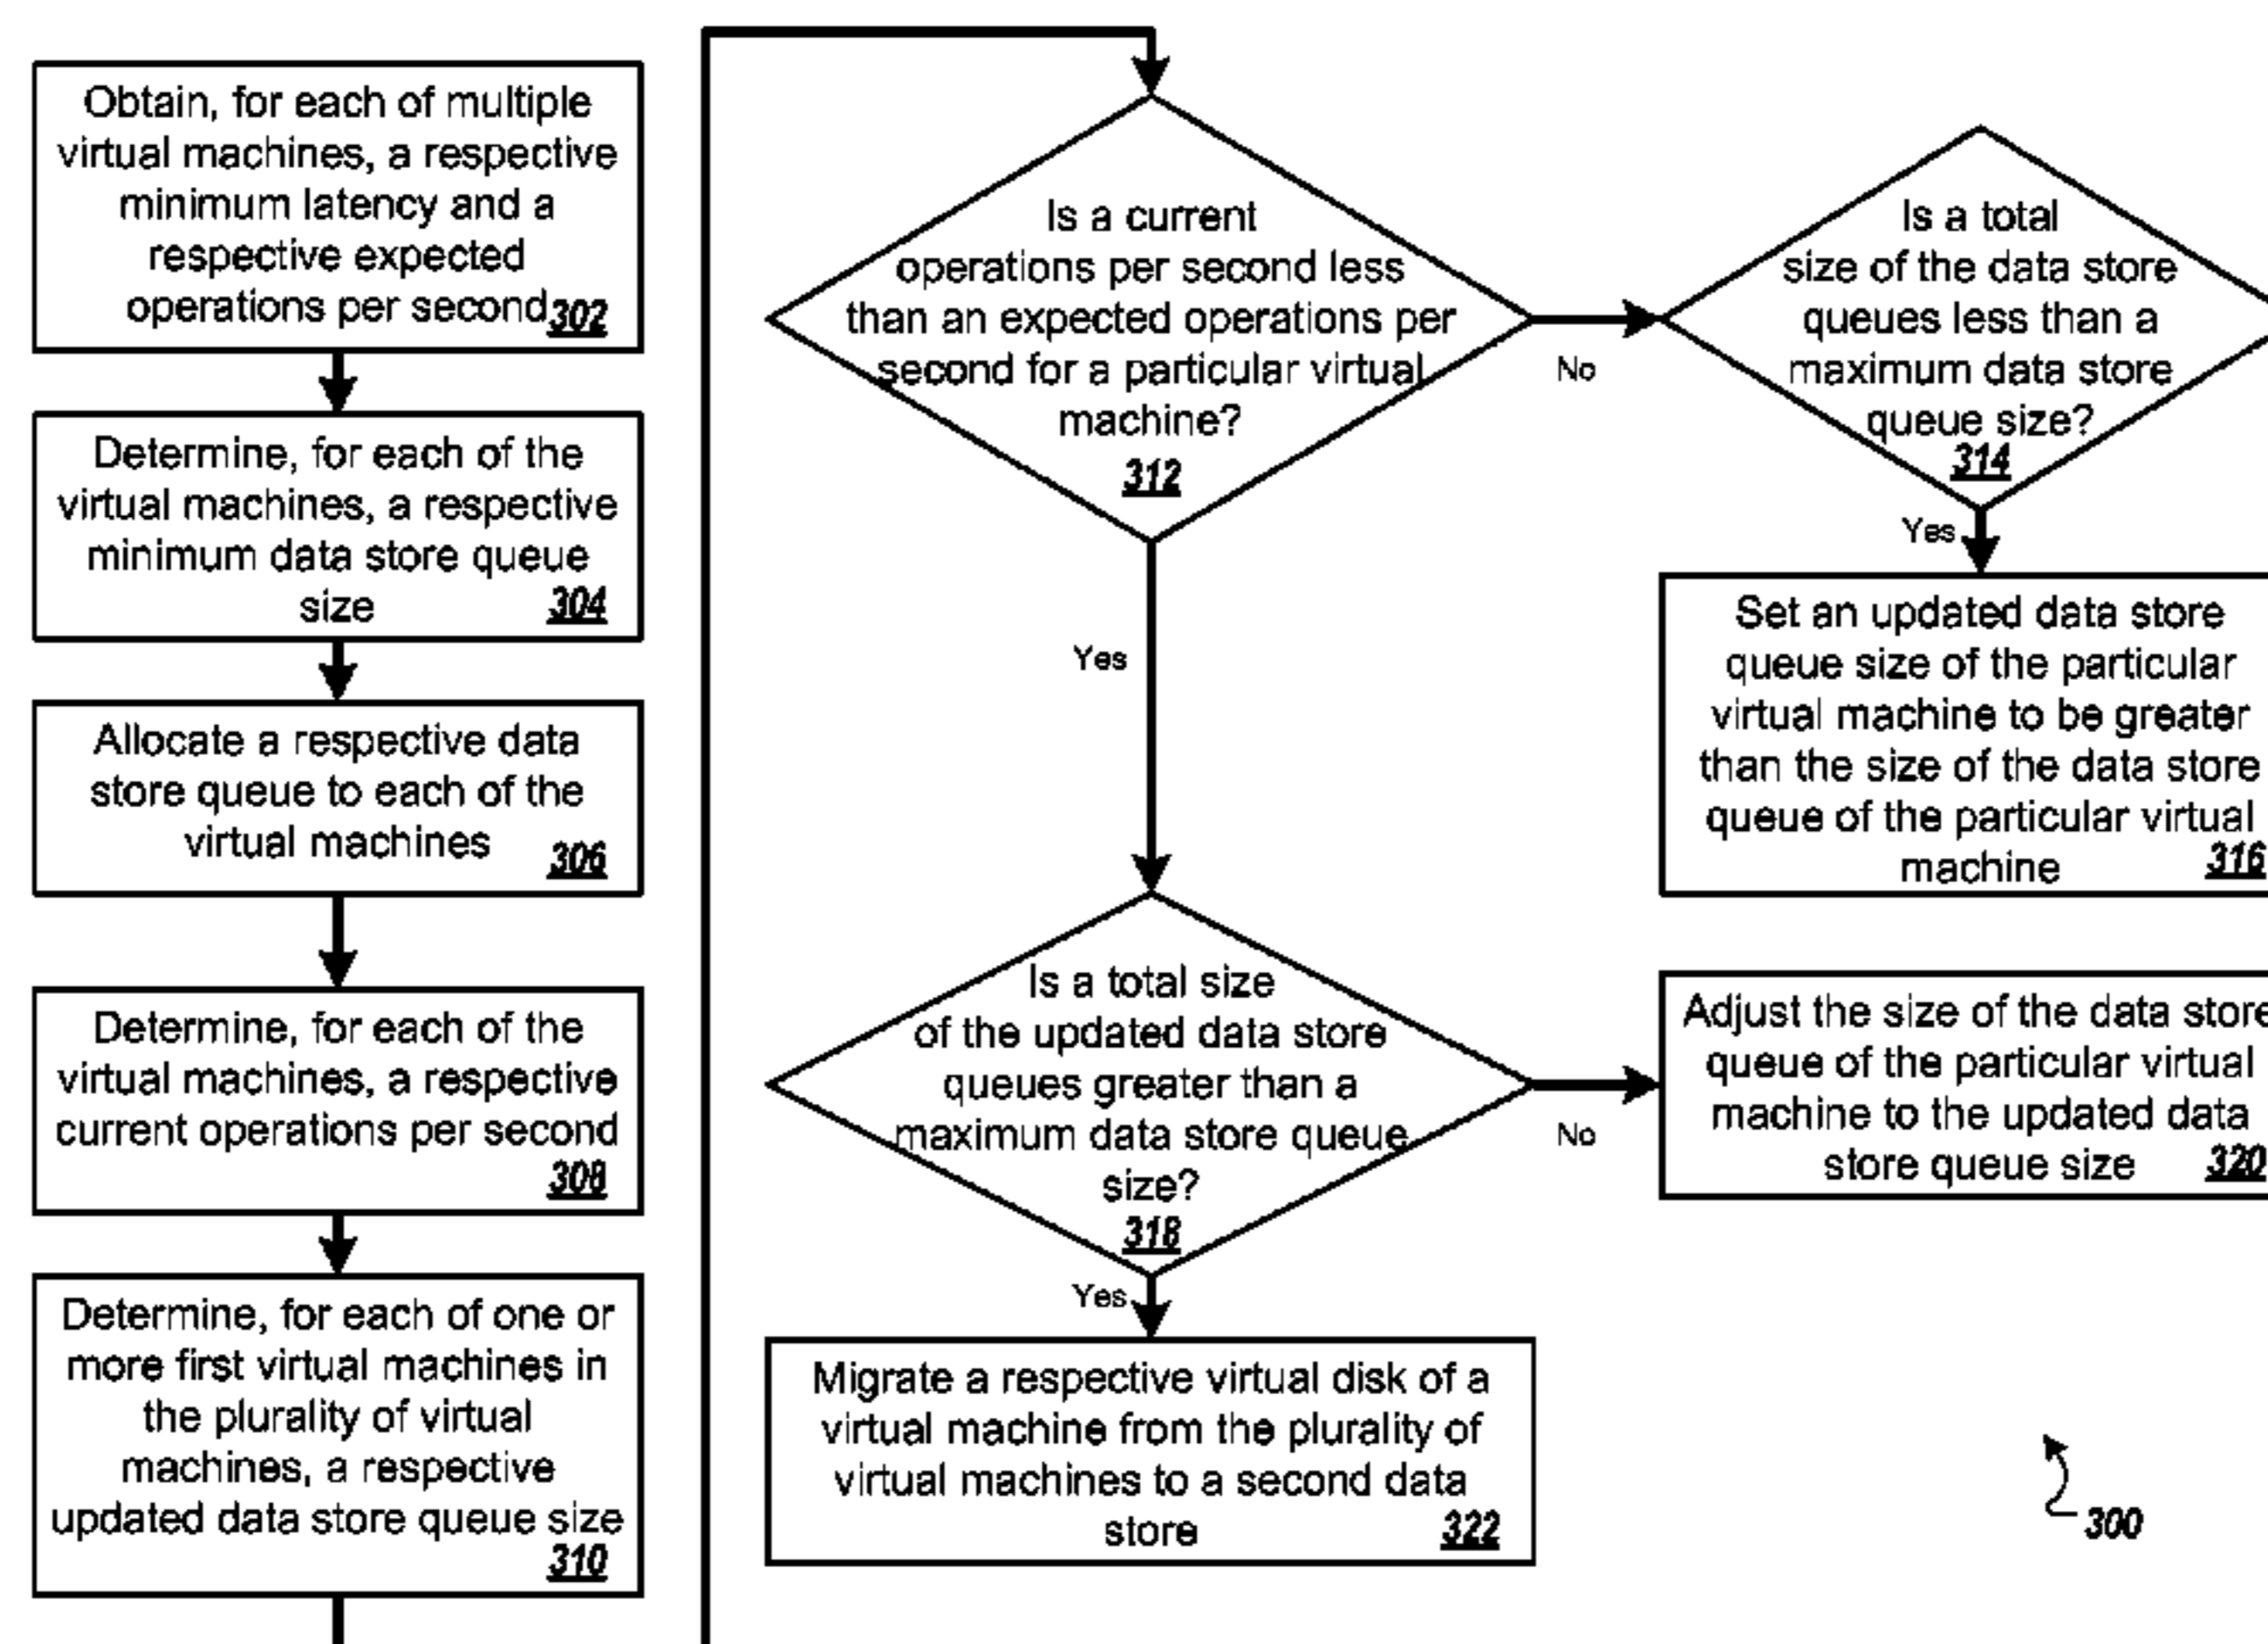 Obtain, for each of multiple
virtual machines, a respective
minimum latency and a
respective expected
operations per second 302
Determine, for each of the
virtual machines, a respective
minimum data store queue
size 304
Allocate a respective data
store queue to each of the
virtual machines 306
Determine, for each of the
virtual machines, a respective
current operations per second
308
Determine, for each of one or
more first virtual machines in
the plurality of virtual
machines, a respective
updated data store queue size
310
Is a current
operations per second less
than an expected operations per
second for a particular virtual
machine?
312
No
Yes
Is a total
size of the data store
queues less than a
maximum data store
queue size?
314
Yes
Set an updated data store
queue size of the particular
virtual machine to be greater
than the size of the data store
queue of the particular virtual
machine 316
Is a total size
of the updated data store
queues greater than a
maximum data store queue
size?
318
No
Yes
Adjust the size of the data store
queue of the particular virtual
machine to the updated data
store queue size 320
Migrate a respective virtual disk of a
virtual machine from the plurality of
virtual machines to a second data
store 322
300